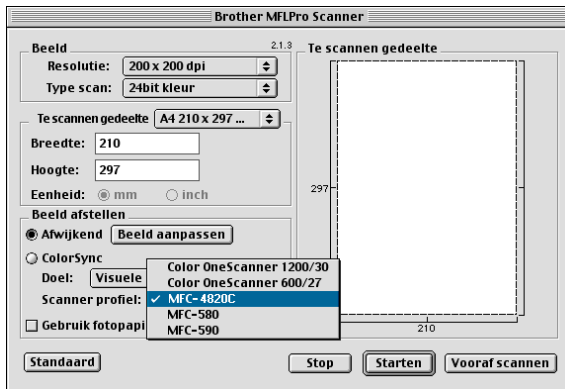 Brother MFLPro Scanner
Beeld
2.1.3
Resolutie: 200 x 200 dpi
Type scan: 24bit kleur
Te scannen gedeelte A4 210 x 297 ...
Breedte: 210
Hoogte: 297
Eenheid: mm inch
Beeld afstellen
Afwijkend Beeld aanpassen
ColorSync
Doel: Visuele
Scanner profiel:
Color OneScanner 1200/30
Color OneScanner 600/27
✓ MFC-4820C
MFC-580
MFC-590
Gebruik fotopapi
Te scannen gedeelte
297
210
Standaard
Stop
Starten
Vooraf scannen